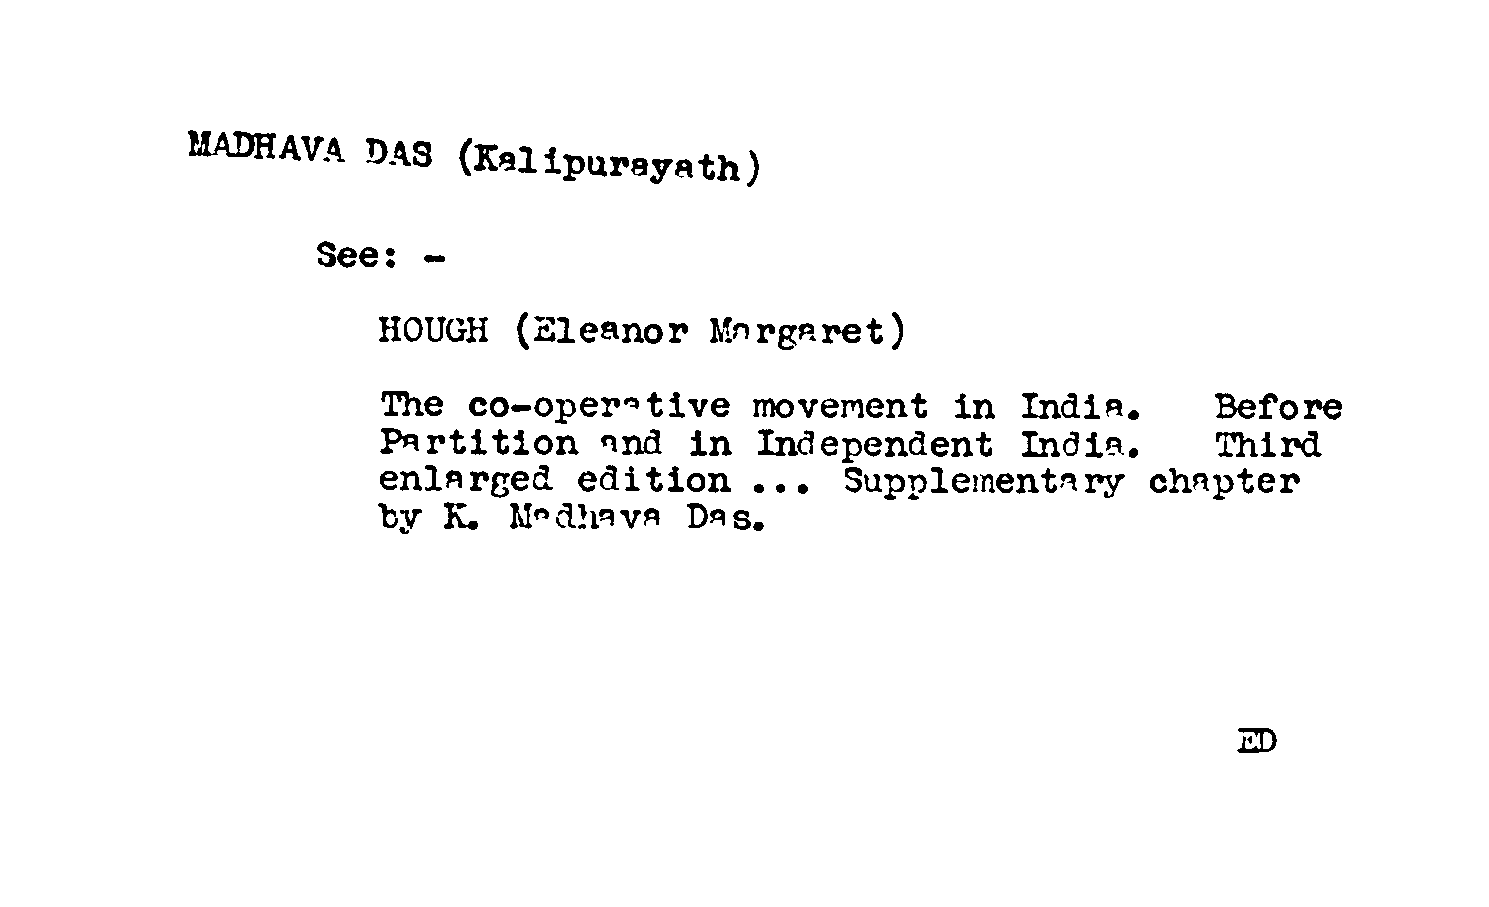 MADHAVA DAS (Kalipurayath)
See: -
HOUGH (Eleanor Margaret)
The co-operative movement in India. Before
Partition and in Independent India. Third
enlarged edition ... Supplementary chapter
by K. Madhava Das.
ED